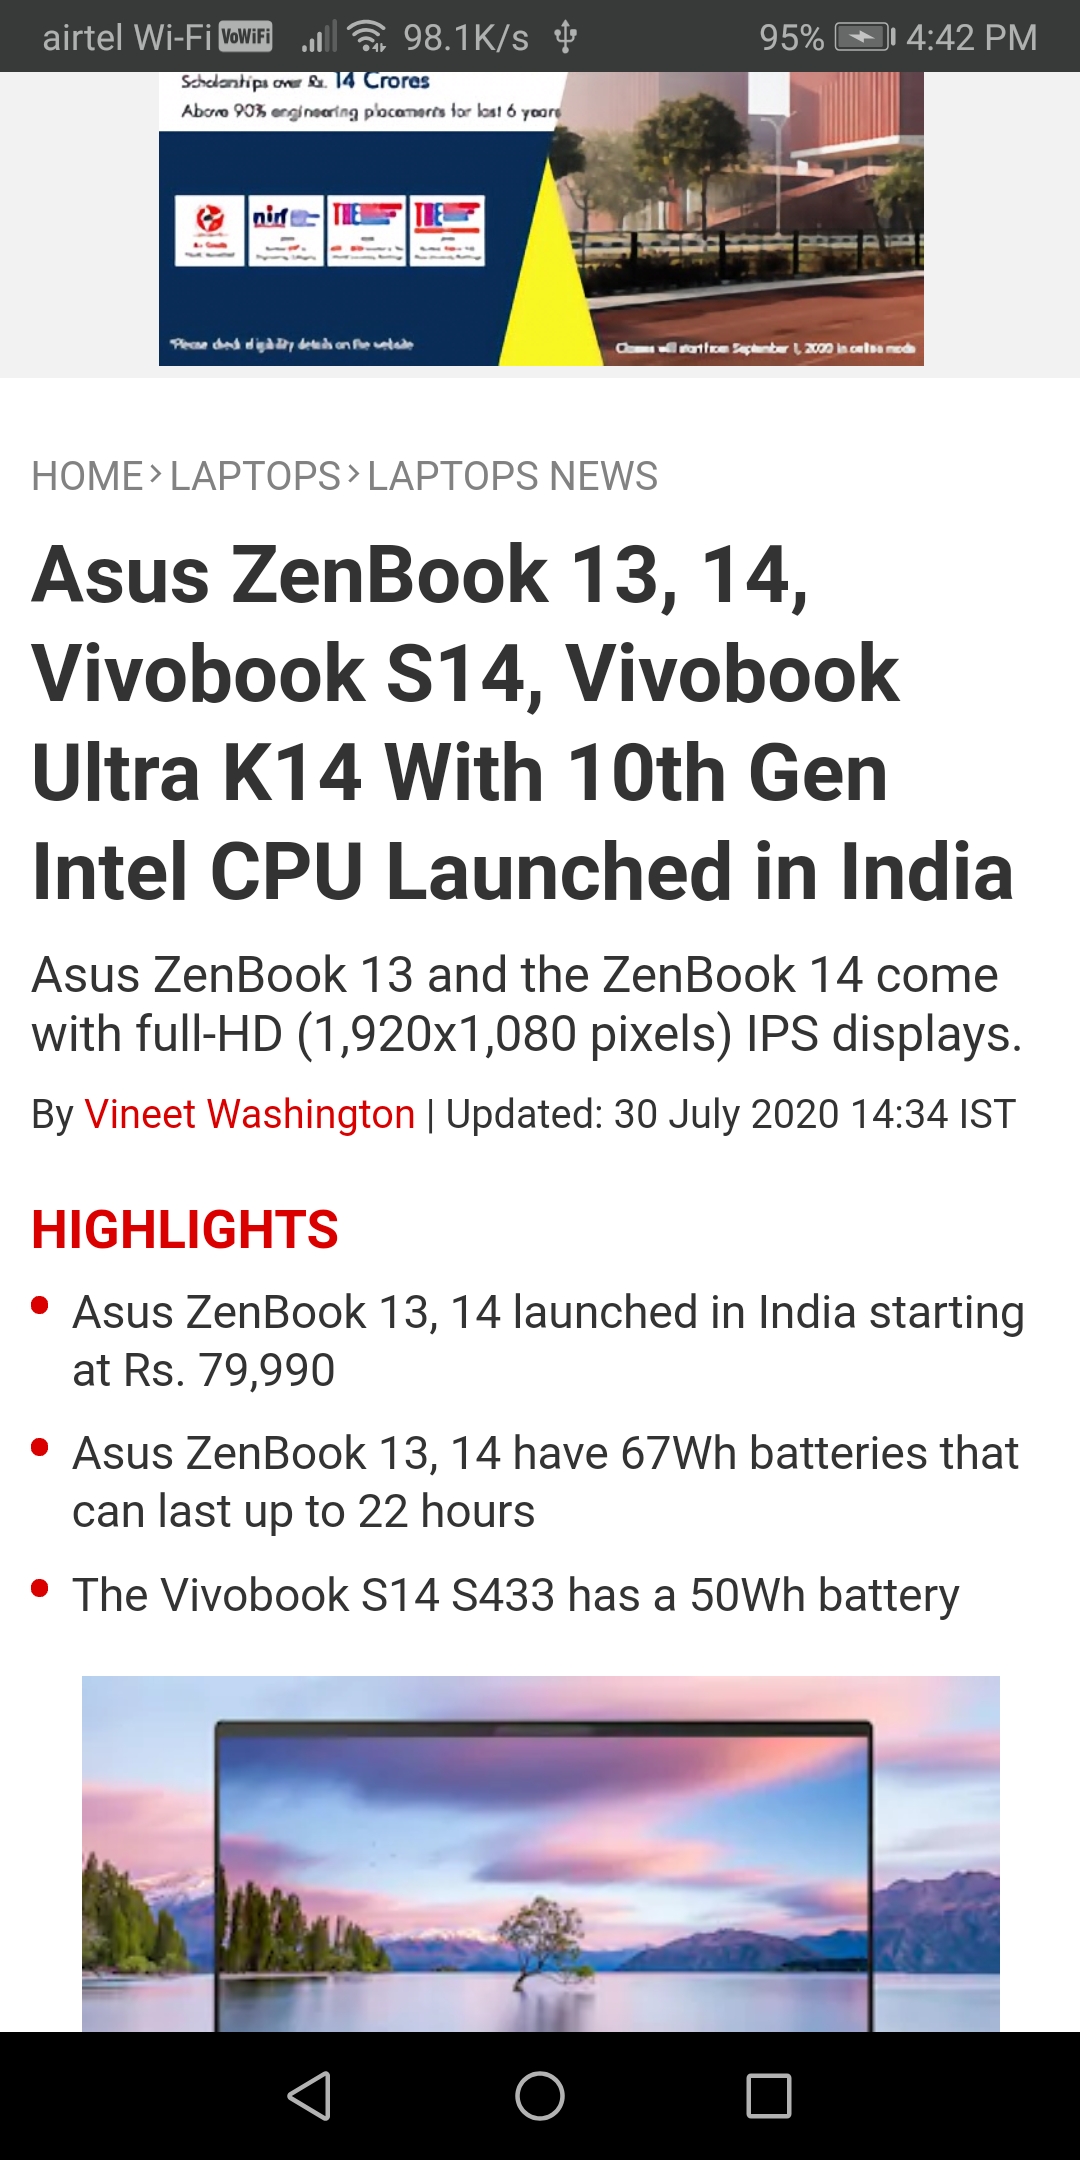 airtel Wi-Fi VoWiFi 98.1K/s 95% 4:42 PM
Scholarships over Rs. 14 Crores
Above 90% engineering placements for last 6 years
nirf THE THE
*Please check eligibility details on the website
Classes will start from September 1, 2020 in online mode
HOME > LAPTOPS > LAPTOPS NEWS
Asus ZenBook 13, 14,
Vivobook S14, Vivobook
Ultra K14 With 10th Gen
Intel CPU Launched in India
Asus ZenBook 13 and the ZenBook 14 come
with full-HD (1,920x1,080 pixels) IPS displays.
By Vineet Washington | Updated: 30 July 2020 14:34 IST
HIGHLIGHTS
• Asus ZenBook 13, 14 launched in India starting
at Rs. 79,990
• Asus ZenBook 13, 14 have 67Wh batteries that
can last up to 22 hours
• The Vivobook S14 S433 has a 50Wh battery